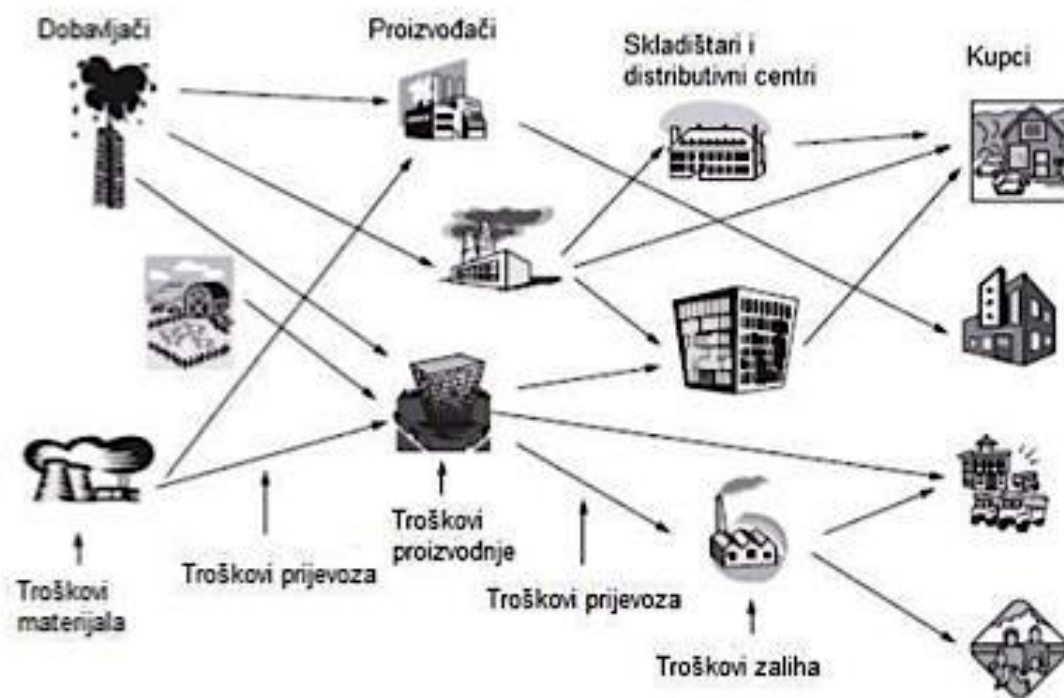 Dobavljači
Proizvođači
Skladištari i
distributivni centri
Kupci
Troškovi
materijala
Troškovi prijevoza
Troškovi
proizvodnje
Troškovi prijevoza
Troškovi zaliha